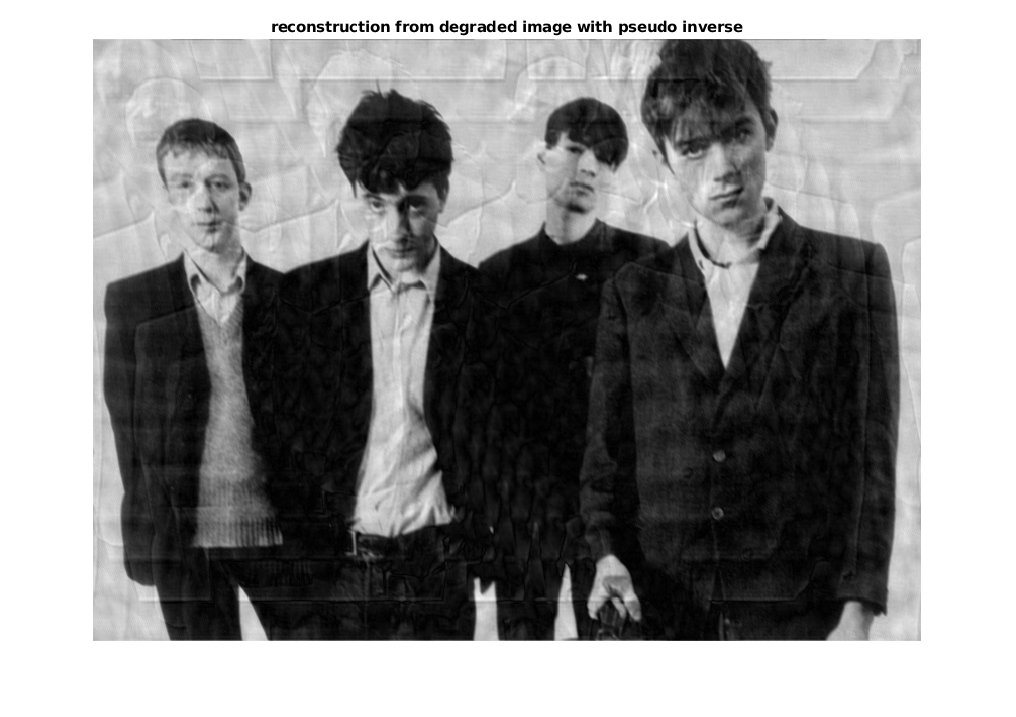 reconstruction from degraded image with pseudo inverse